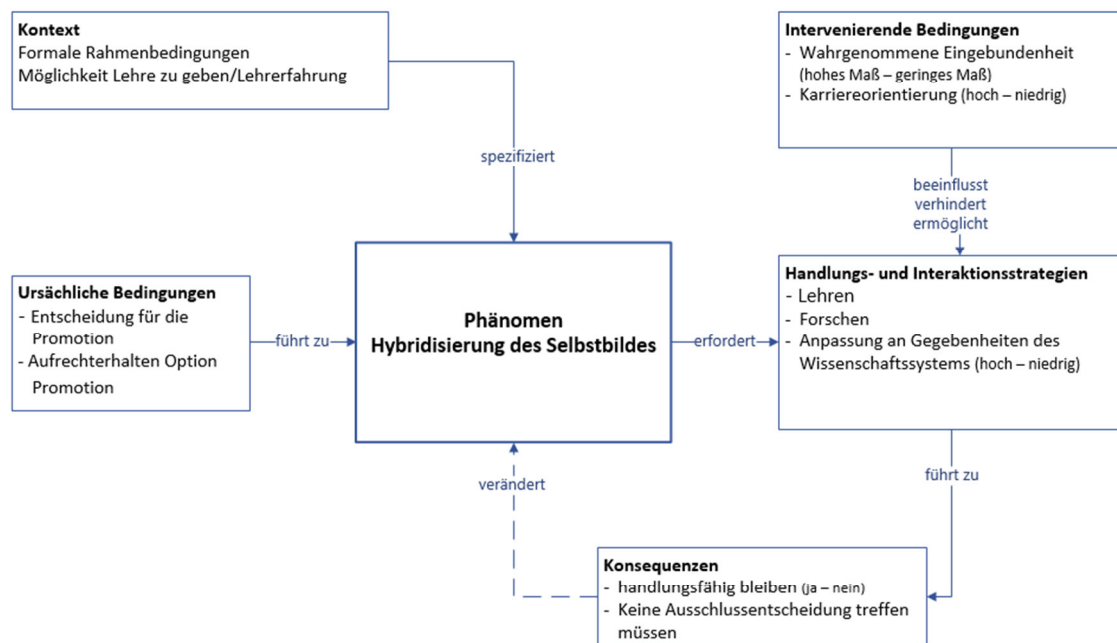 Kontext
Formale Rahmenbedingungen
Möglichkeit Lehre zu geben/Lehrerfahrung
Intervenierende Bedingungen
- Wahrgenommene Eingebundenheit
(hohes Maß – geringes Maß)
- Karriereorientierung (hoch – niedrig)
spezifiziert
beeinflusst
verhindert
ermöglicht
Ursächliche Bedingungen
- Entscheidung für die
Promotion
- Aufrechterhalten Option
Promotion
führt zu
Phänomen
Hybridisierung des Selbstbildes
erfordert
Handlungs- und Interaktionsstrategien
- Lehren
- Forschen
- Anpassung an Gegebenheiten des
Wissenschaftssystems (hoch – niedrig)
verändert
führt zu
Konsequenzen
- handlungsfähig bleiben (ja – nein)
- Keine Ausschlussentscheidung treffen
müssen